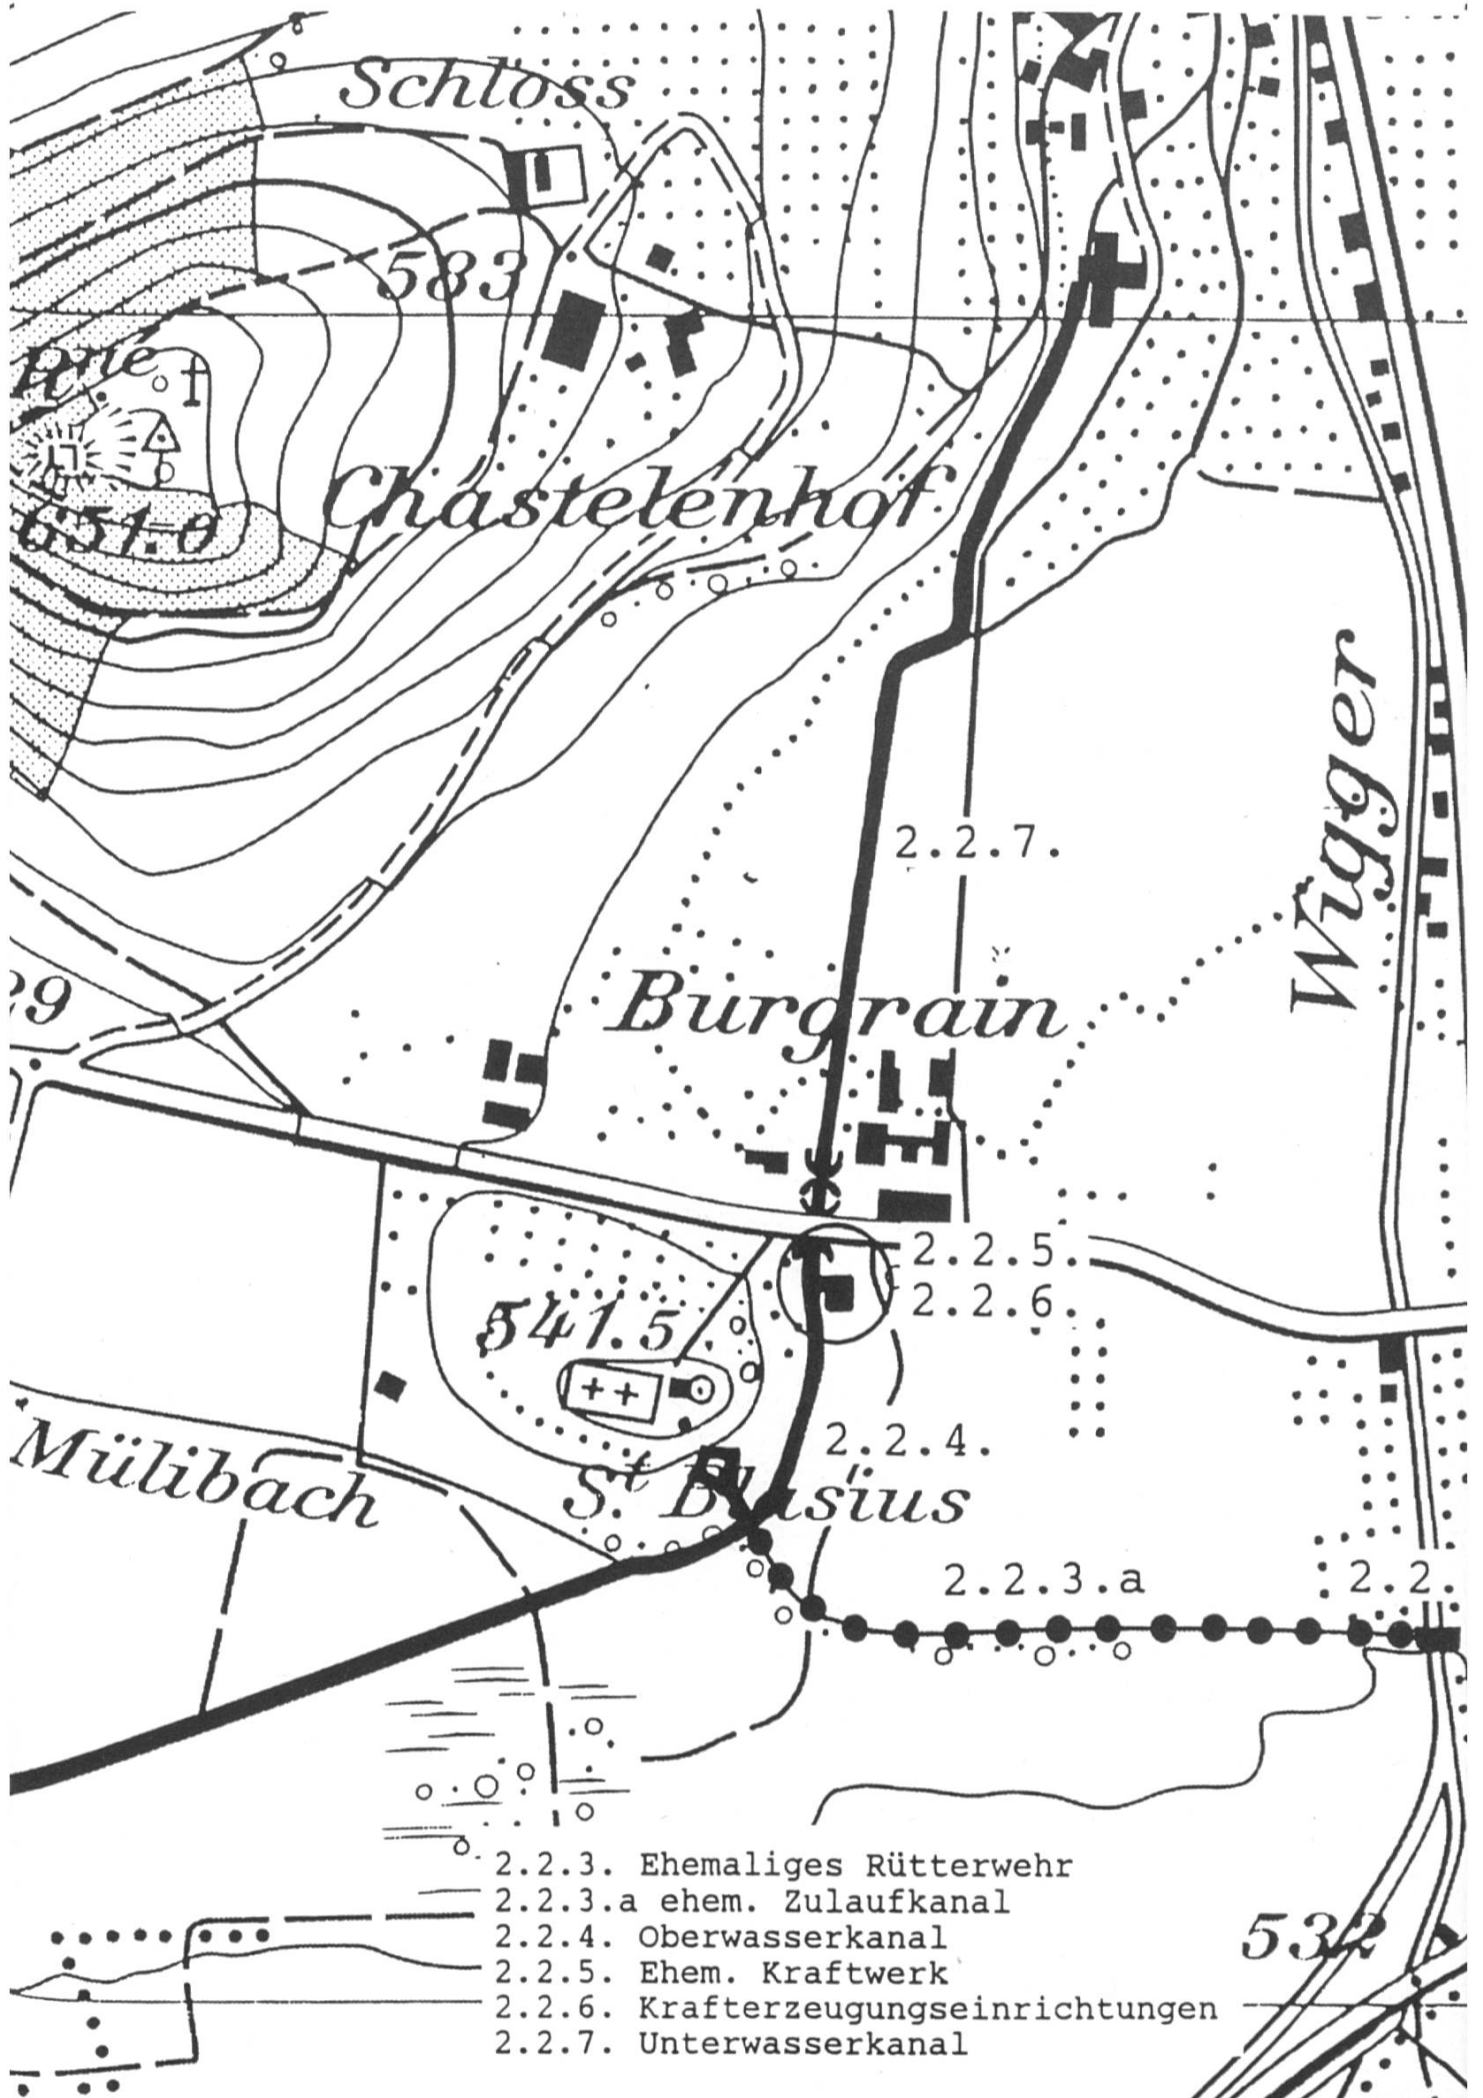 Schloss
583
651.0
Chastelenhof
Wigger
2.2.7.
29
Burgrain
2.2.5.
2.2.6.
541.5
2.2.4.
Mülibach
St Blasius
2.2.3.a
2.2.
2.2.3. Ehemaliges Rütterwehr
2.2.3.a ehem. Zulaufkanal
2.2.4. Oberwasserkanal
2.2.5. Ehem. Kraftwerk
2.2.6. Krafterzeugungseinrichtungen
2.2.7. Unterwasserkanal
532